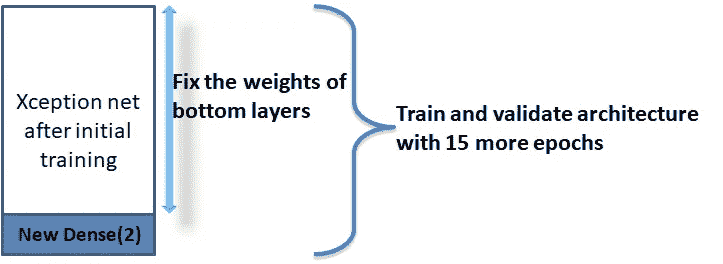 Xception net
after initial
training
New Dense(2)
Fix the weights of
bottom layers
Train and validate architecture
with 15 more epochs